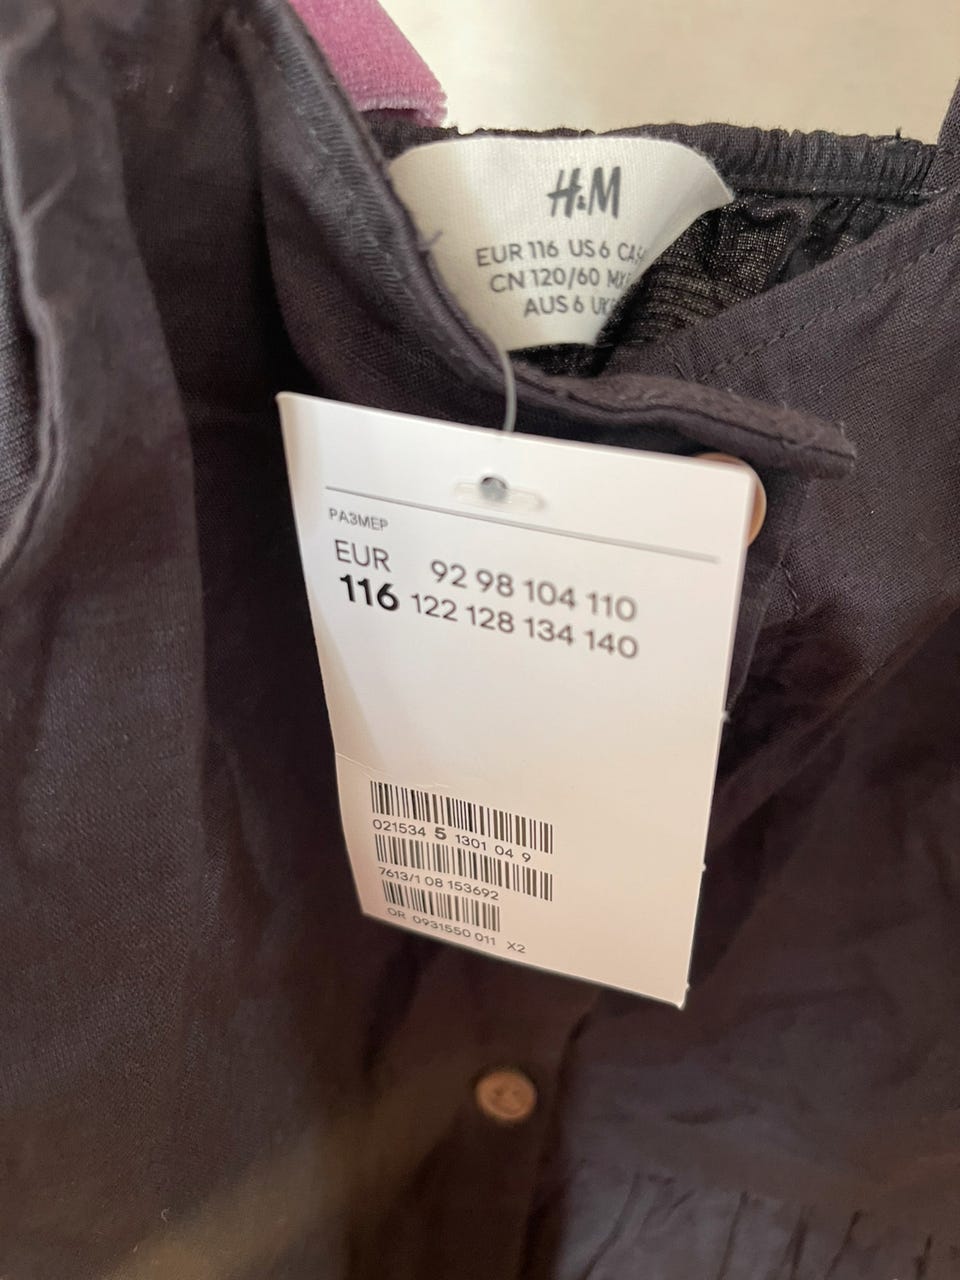 H&M
EUR 116 US 6
CN 120/60
AUS 6
РАЗМЕР
EUR 92 98 104 110
116 122 128 134 140
021534 5 1301 04 9
7613/1 08 153692
OR 0931550 011 X2